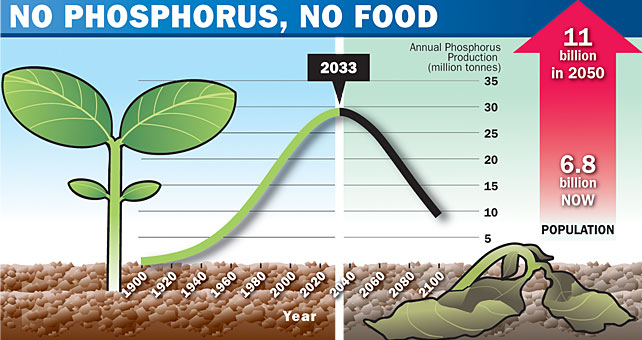 NO PHOSPHORUS, NO FOOD
2033
Annual Phosphorus
Production
(million tonnes)
35
30
25
20
15
10
5
11
billion
in 2050
6.8
billion
NOW
POPULATION
1900 1920 1940 1960 1980 2000 2020 2040 2060 2080 2100
Year